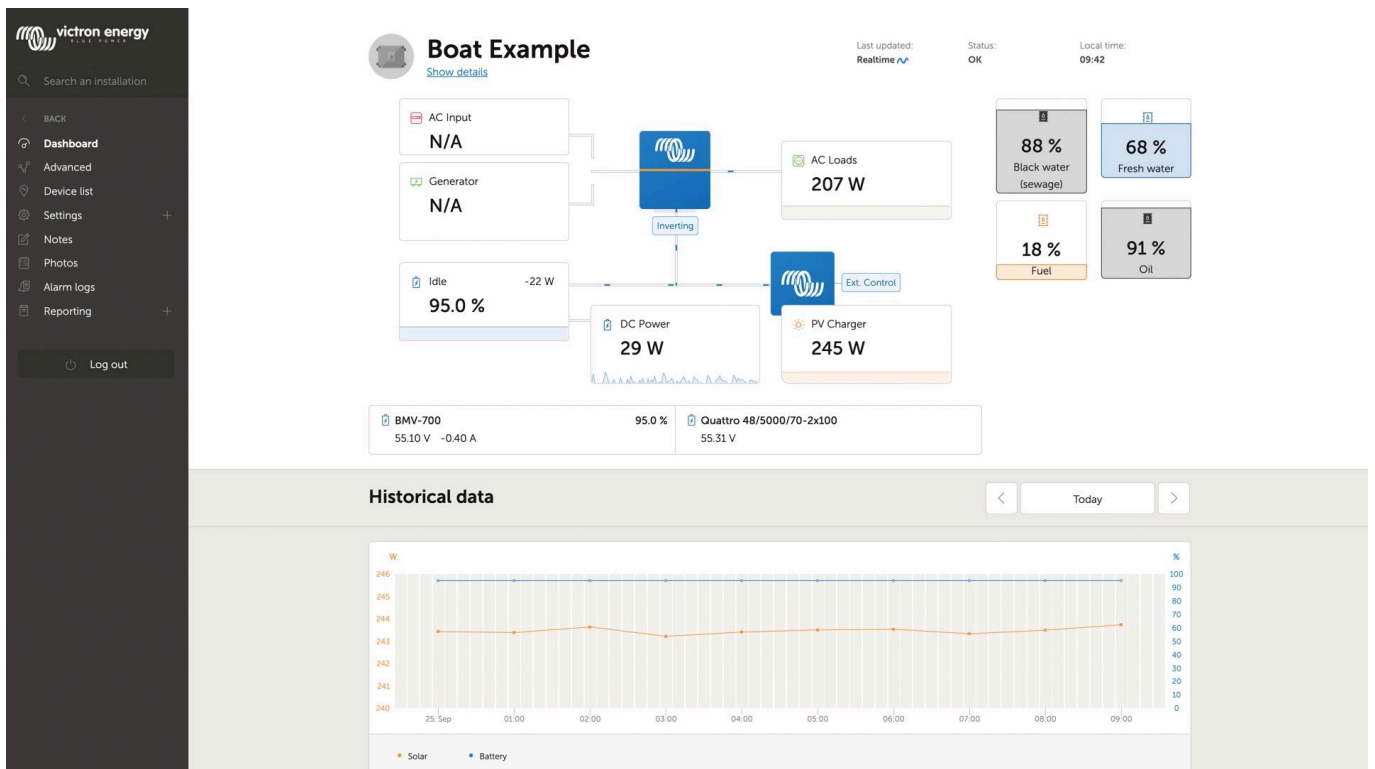 victron energy
BLUE POWER
Search an installation
BACK
Dashboard
Advanced
Device list
Settings
Notes
Photos
Alarm logs
Reporting
Log out
Boat Example
Show details
Last updated:
Realtime
Status:
OK
Local time:
09:42
AC Input
N/A
Generator
N/A
Inverting
AC Loads
207 W
Idle -22 W
95.0 %
Ext. Control
DC Power
29 W
PV Charger
245 W
88 %
Black water
(sewage)
68 %
Fresh water
18 %
Fuel
91 %
Oil
BMV-700 95.0 %
55.10 V -0.40 A
Quattro 48/5000/70-2x100
55.31 V
Historical data
Today
W
246
245
244
243
242
241
240
%
100
90
80
70
60
50
40
30
20
10
0
25. Sep 01:00 02:00 03:00 04:00 05:00 06:00 07:00 08:00 09:00
Solar Battery